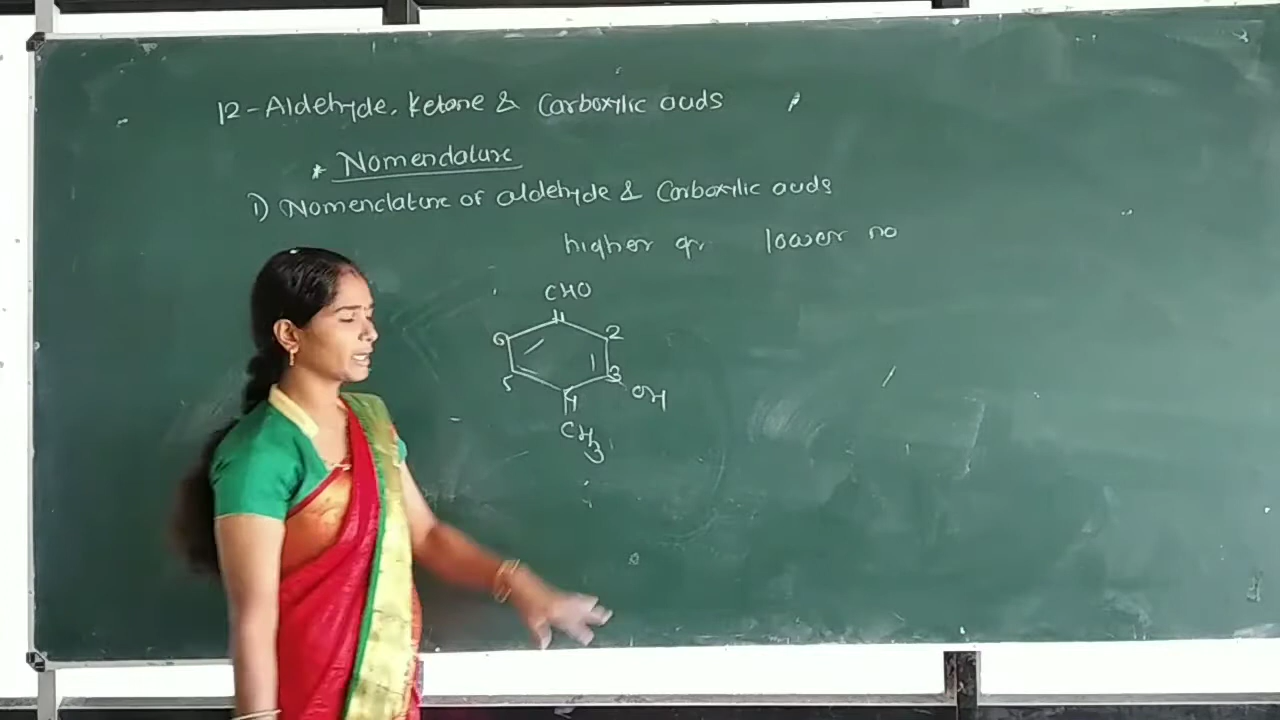 12 - Aldehyde, Ketone & Carboxylic acids
* Nomenclature
1) Nomenclature of aldehyde & Carboxylic acids
higher gr. lower no
CHO
6 2
5 3 OH
4
CH3